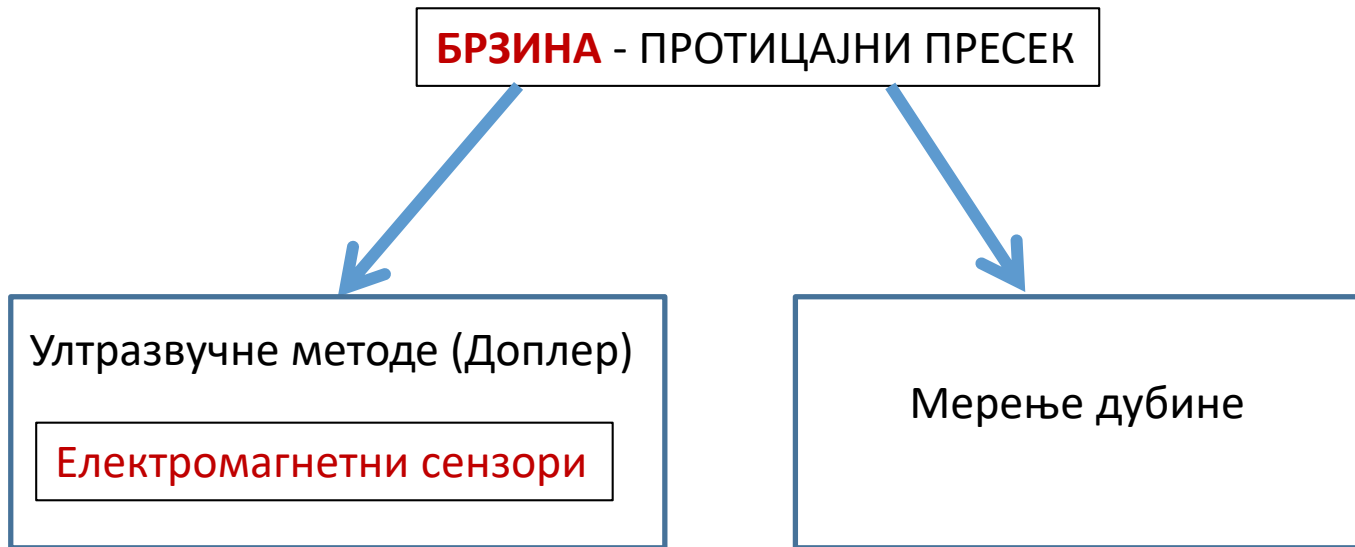 БРЗИНА - ПРОТИЦАЈНИ ПРЕСЕК
Ултразвучне методе (Доплер)
Електромагнетни сензори
Мерење дубине